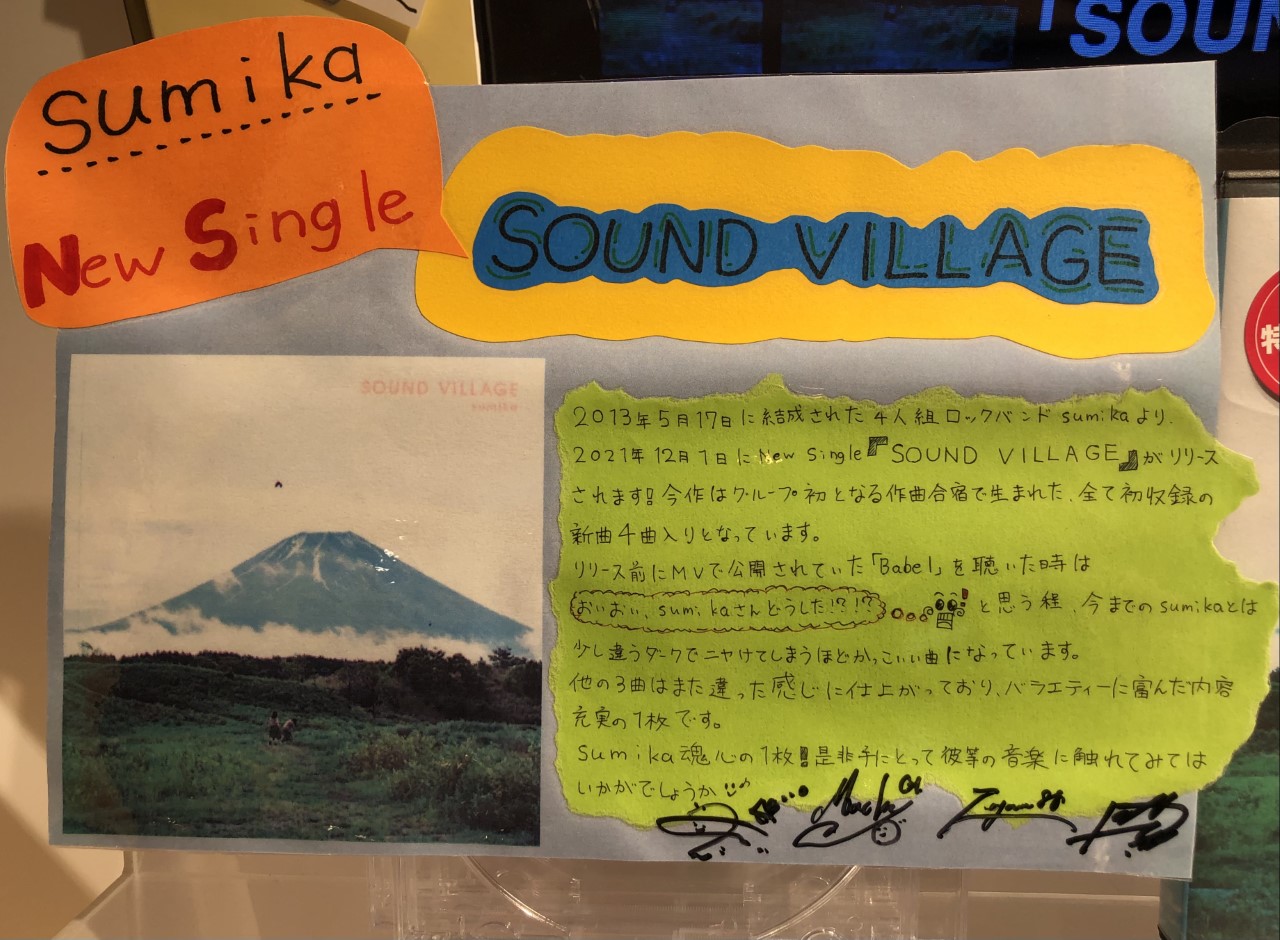 sumika
New Single
SOUND VILLAGE
「SOUN
特
SOUND VILLAGE
sumika
2013年5月17日に結成された4人組ロックバンドsumikaより、
2021年12月1日にNew Single『SOUND VILLAGE』がリリース
されます!今作はグループ初となる作曲合宿で生まれた、全て初収録の
新曲4曲入りとなっています。
リリース前にMVで公開されていた「Babel」を聴いた時は
おいおい、sumikaさんどうした!?!?と思う程、今までのsumikaとは
少し違うダークでニヤけてしまうほどかっこいい曲になっています。
他の3曲はまた違った感じに仕上がっており、バラエティーに富んだ内容
充実の1枚です。
sumika魂心の1枚!是非手にとって彼等の音楽に触れてみては
いかがでしょうか